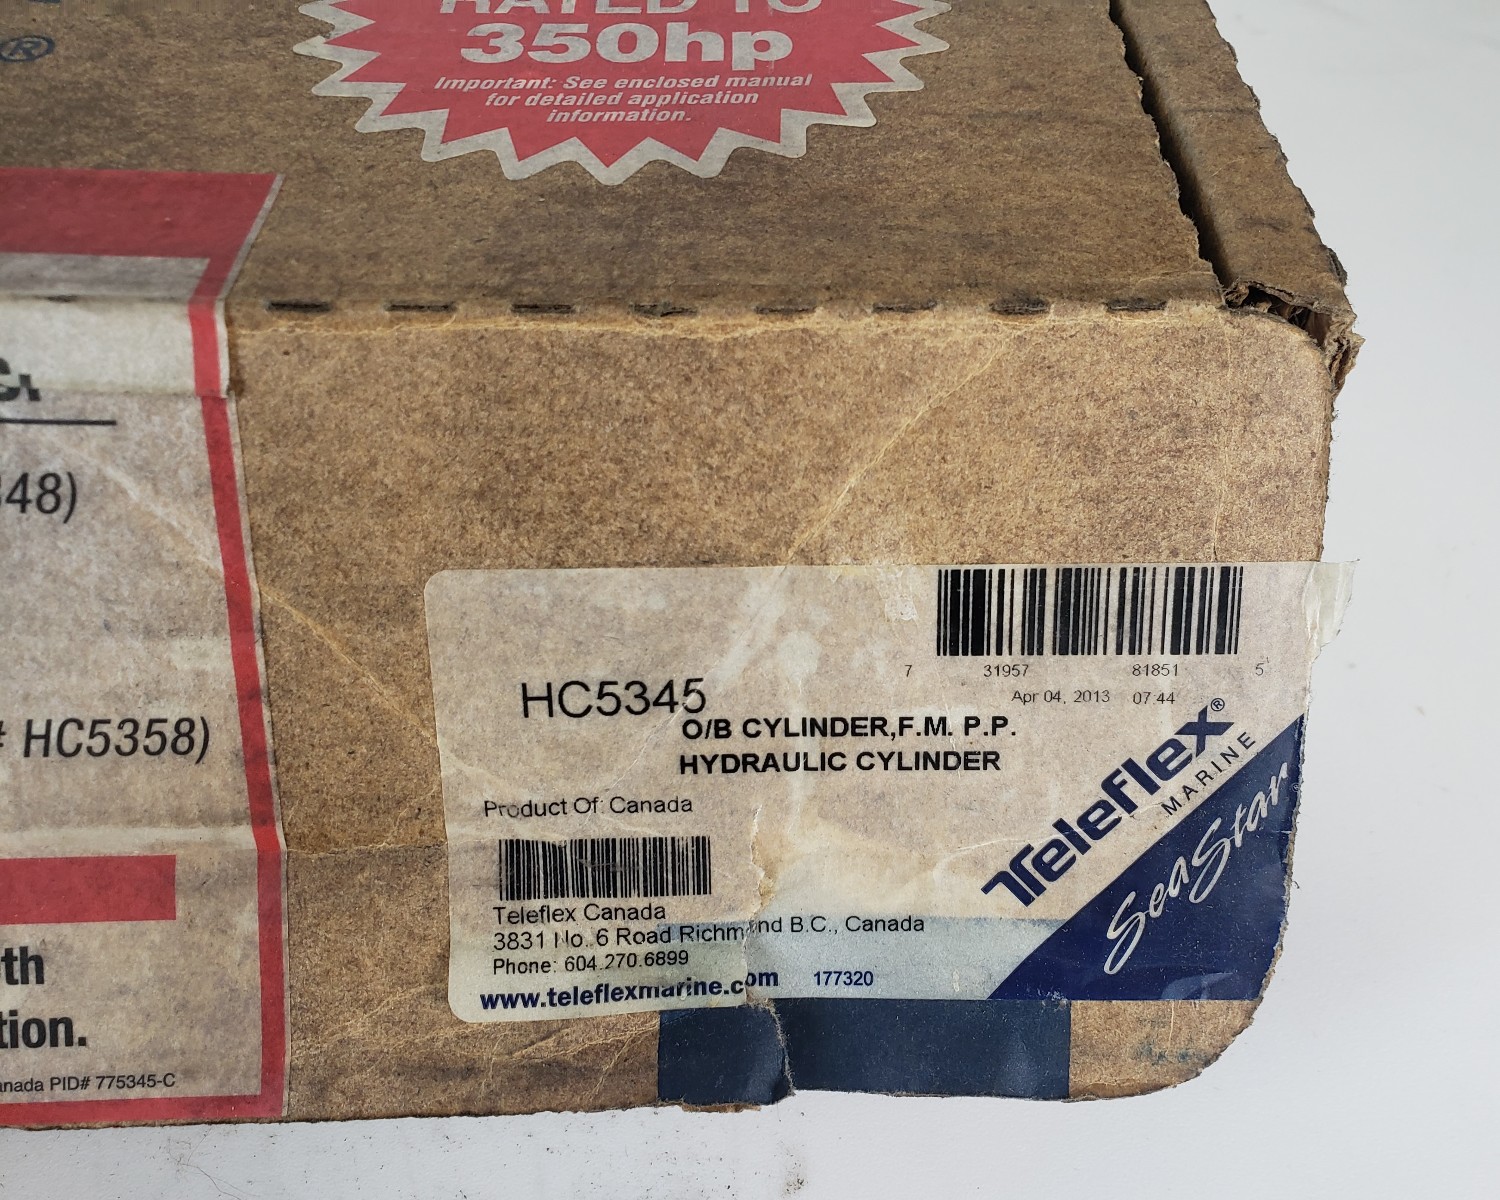 ®
RATED TO
350hp
Important: See enclosed manual
for detailed application
information.
c.
48)
# HC5358)
th
tion.
anada PID# 775345-C
7 31957 81851 5
Apr 04, 2013 07:44
HC5345
O/B CYLINDER,F.M. P.P.
HYDRAULIC CYLINDER
Product Of: Canada
Teleflex Canada
3831 No. 6 Road Richmond B.C., Canada
Phone: 604.270.6899
www.teleflexmarine.com 177320
Teleflex®
MARINE
SeaStar